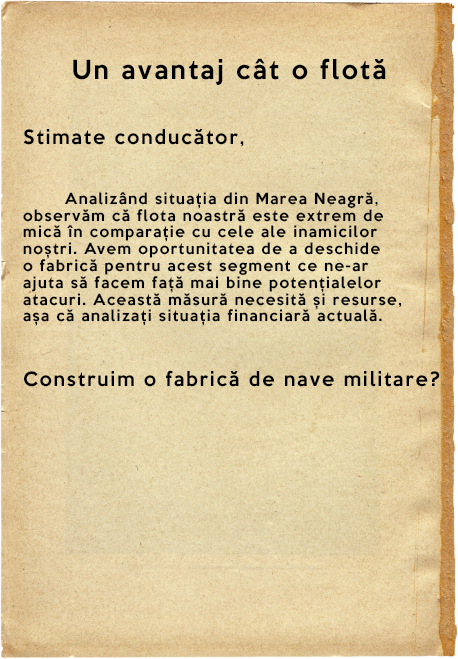 Un avantaj cât o flotă
Stimate conducător,
Analizând situația din Marea Neagră,
observăm că flota noastră este extrem de
mică în comparație cu cele ale inamicilor
noștri. Avem oportunitatea de a deschide
o fabrică pentru acest segment ce ne-ar
ajuta să facem față mai bine potențialelor
atacuri. Această măsură necesită și resurse,
așa că analizați situația financiară actuală.
Construim o fabrică de nave militare?